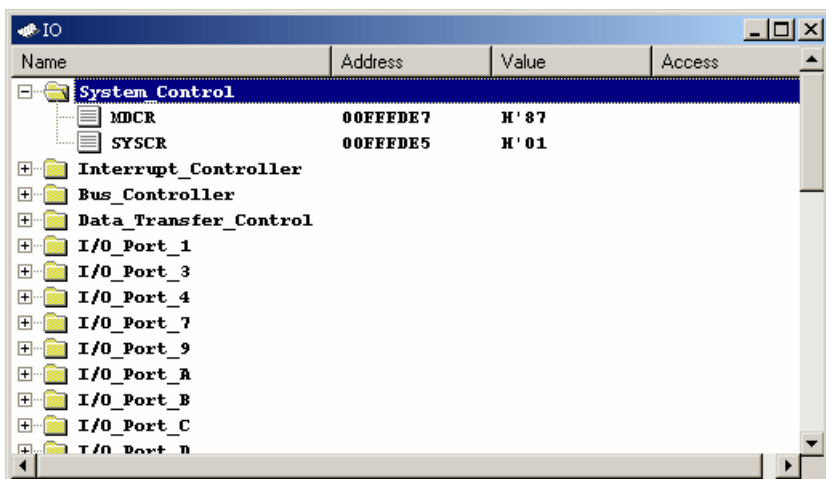 IO
Name Address Value Access
System_Control
MDCR 00FFFDE7 H'87
SYSCR 00FFFDE5 H'01
Interrupt_Controller
Bus_Controller
Data_Transfer_Control
I/O_Port_1
I/O_Port_3
I/O_Port_4
I/O_Port_7
I/O_Port_9
I/O_Port_A
I/O_Port_B
I/O_Port_C
I/O_Port_D